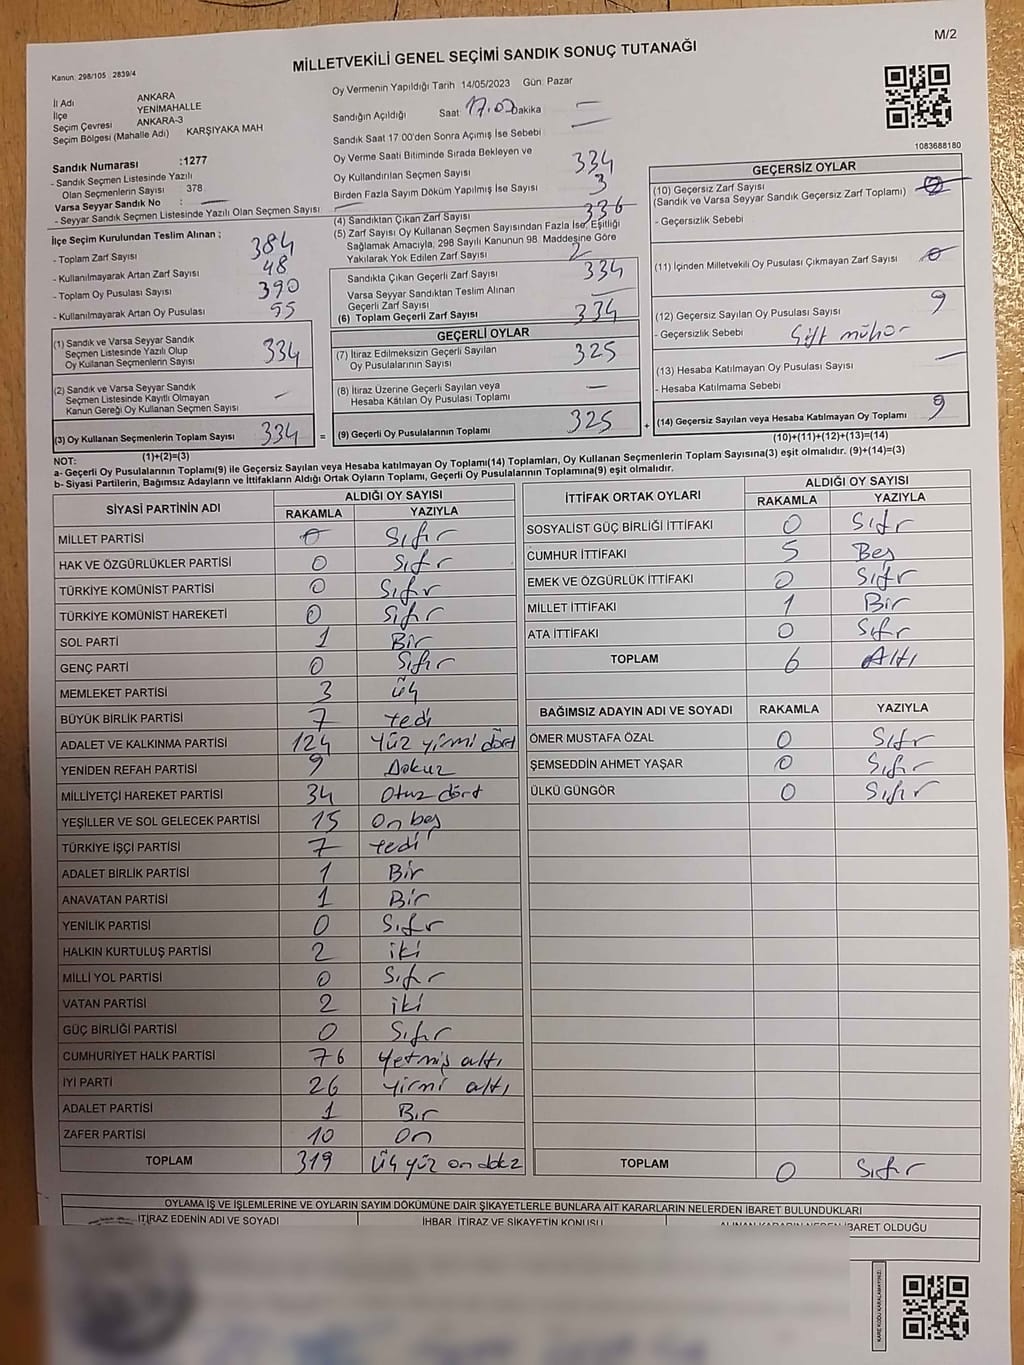 M/2
MİLLETVEKİLİ GENEL SEÇİMİ SANDIK SONUÇ TUTANAĞI
Kanun: 298/105 2839/4
İl Adı ANKARA
İlçe YENİMAHALLE
Seçim Çevresi ANKARA-3
Seçim Bölgesi (Mahalle Adı) KARŞIYAKA MAH
Oy Vermenin Yapıldığı Tarih 14/05/2023 Gün: Pazar
Sandığın Açıldığı Saat 17.00 Dakika —
Sandık Saat 17.00'den Sonra Açımış İse Sebebi —
1083688180
Sandık Numarası :1277
- Sandık Seçmen Listesinde Yazılı
Olan Seçmenlerin Sayısı 378
Varsa Seyyar Sandık No : —
- Seyyar Sandık Seçmen Listesinde Yazılı Olan Seçmen Sayısı —
Oy Verme Saati Bitiminde Sırada Bekleyen ve
Oy Kullandırılan Seçmen Sayısı 334
Birden Fazla Sayım Döküm Yapılmış İse Sayısı 3
(4) Sandıktan Çıkan Zarf Sayısı 336
(5) Zarf Sayısı Oy Kullanan Seçmen Sayısından Fazla İse, Eşitliği
Sağlamak Amacıyla, 298 Sayılı Kanunun 98. Maddesine Göre
Yakılarak Yok Edilen Zarf Sayısı 2
Sandıkta Çıkan Geçerli Zarf Sayısı 334
Varsa Seyyar Sandıktan Teslim Alınan
Geçerli Zarf Sayısı —
(6) Toplam Geçerli Zarf Sayısı 334
İlçe Seçim Kurulundan Teslim Alınan ;
- Toplam Zarf Sayısı 384
- Kullanılmayarak Artan Zarf Sayısı 48
- Toplam Oy Pusulası Sayısı 390
- Kullanılmayarak Artan Oy Pusulası 55
(1) Sandık ve Varsa Seyyar Sandık
Seçmen Listesinde Yazılı Olup
Oy Kullanan Seçmenlerin Sayısı 334
(2) Sandık ve Varsa Seyyar Sandık
Seçmen Listesinde Kayıtlı Olmayan
Kanun Gereği Oy Kullanan Seçmen Sayısı —
(3) Oy Kullanan Seçmenlerin Toplam Sayısı 334 =
(1)+(2)=(3)
GEÇERLİ OYLAR
(7) İtiraz Edilmeksizin Geçerli Sayılan
Oy Pusulalarının Sayısı 325
(8) İtiraz Üzerine Geçerli Sayılan veya
Hesaba Katılan Oy Pusulası Toplamı —
(9) Geçerli Oy Pusulalarının Toplamı 325 +
GEÇERSİZ OYLAR
(10) Geçersiz Zarf Sayısı 0
(Sandık ve Varsa Seyyar Sandık Geçersiz Zarf Toplamı)
- Geçersizlik Sebebi
(11) İçinden Milletvekili Oy Pusulası Çıkmayan Zarf Sayısı 0
(12) Geçersiz Sayılan Oy Pusulası Sayısı 9
- Geçersizlik Sebebi Çift mühür
(13) Hesaba Katılmayan Oy Pusulası Sayısı —
- Hesaba Katılmama Sebebi
(14) Geçersiz Sayılan veya Hesaba Katılmayan Oy Toplamı 9
(10)+(11)+(12)+(13)=(14)
NOT:
a- Geçerli Oy Pusulalarının Toplamı(9) ile Geçersiz Sayılan veya Hesaba katılmayan Oy Toplamı(14) Toplamları, Oy Kullanan Seçmenlerin Toplam Sayısına(3) eşit olmalıdır. (9)+(14)=(3)
b- Siyasi Partilerin, Bağımsız Adayların ve İttifakların Aldığı Ortak Oyların Toplamı, Geçerli Oy Pusulalarının Toplamına(9) eşit olmalıdır.
SİYASİ PARTİNİN ADI ALDIĞI OY SAYISI
RAKAMLA YAZIYLA
MİLLET PARTİSİ 0 Sıfır
HAK VE ÖZGÜRLÜKLER PARTİSİ 0 Sıfır
TÜRKİYE KOMÜNİST PARTİSİ 0 Sıfır
TÜRKİYE KOMÜNİST HAREKETİ 0 Sıfır
SOL PARTİ 1 Bir
GENÇ PARTİ 0 Sıfır
MEMLEKET PARTİSİ 3 üç
BÜYÜK BİRLİK PARTİSİ 7 Yedi
ADALET VE KALKINMA PARTİSİ 124 Yüz yirmi dört
YENİDEN REFAH PARTİSİ 9 Dokuz
MİLLİYETÇİ HAREKET PARTİSİ 34 Otuz dört
YEŞİLLER VE SOL GELECEK PARTİSİ 15 On beş
TÜRKİYE İŞÇİ PARTİSİ 7 Yedi
ADALET BİRLİK PARTİSİ 1 Bir
ANAVATAN PARTİSİ 1 Bir
YENİLİK PARTİSİ 0 Sıfır
HALKIN KURTULUŞ PARTİSİ 2 iki
MİLLİ YOL PARTİSİ 0 Sıfır
VATAN PARTİSİ 2 iki
GÜÇ BİRLİĞİ PARTİSİ 0 Sıfır
CUMHURİYET HALK PARTİSİ 76 Yetmiş altı
İYİ PARTİ 26 Yirmi altı
ADALET PARTİSİ 1 Bir
ZAFER PARTİSİ 10 On
TOPLAM 319 Üç yüz on dokz
İTTİFAK ORTAK OYLARI ALDIĞI OY SAYISI
RAKAMLA YAZIYLA
SOSYALİST GÜÇ BİRLİĞİ İTTİFAKI 0 Sıfır
CUMHUR İTTİFAKI 5 Beş
EMEK VE ÖZGÜRLÜK İTTİFAKI 0 Sıfır
MİLLET İTTİFAKI 1 Bir
ATA İTTİFAKI 0 Sıfır
TOPLAM 6 Altı
BAĞIMSIZ ADAYIN ADI VE SOYADI RAKAMLA YAZIYLA
ÖMER MUSTAFA ÖZAL 0 Sıfır
ŞEMSEDDİN AHMET YAŞAR 0 Sıfır
ÜLKÜ GÜNGÖR 0 Sıfır
TOPLAM 0 Sıfır
OYLAMA İŞ VE İŞLEMLERİNE VE OYLARIN SAYIM DÖKÜMÜNE DAİR ŞİKAYETLERLE BUNLARA AİT KARARLARIN NELERDEN İBARET BULUNDUKLARI
İTİRAZ EDENİN ADI VE SOYADI İHBAR, İTİRAZ VE ŞİKAYETİN KONUSU ALINAN KARARIN NEDEN İBARET OLDUĞU
KARE KODU KARALAMAYINIZ!